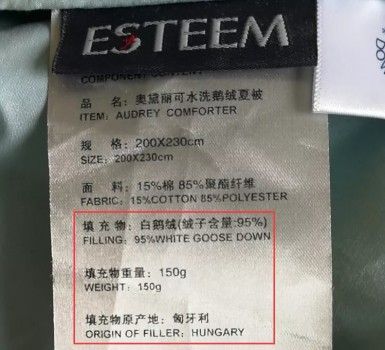 ESTEEM
COMPONENT CONTENT
品 名：奥黛丽可水洗鹅绒夏被
ITEM：AUDREY COMFORTER
规 格：200X230cm
SIZE：200X230cm
面 料：15%棉 85%聚酯纤维
FABRIC：15%COTTON 85%POLYESTER
填 充 物：白鹅绒(绒子含量:95%)
FILLING：95%WHITE GOOSE DOWN
填充物重量：150g
WEIGHT：150g
填充物原产地：匈牙利
ORIGIN OF FILLER：HUNGARY